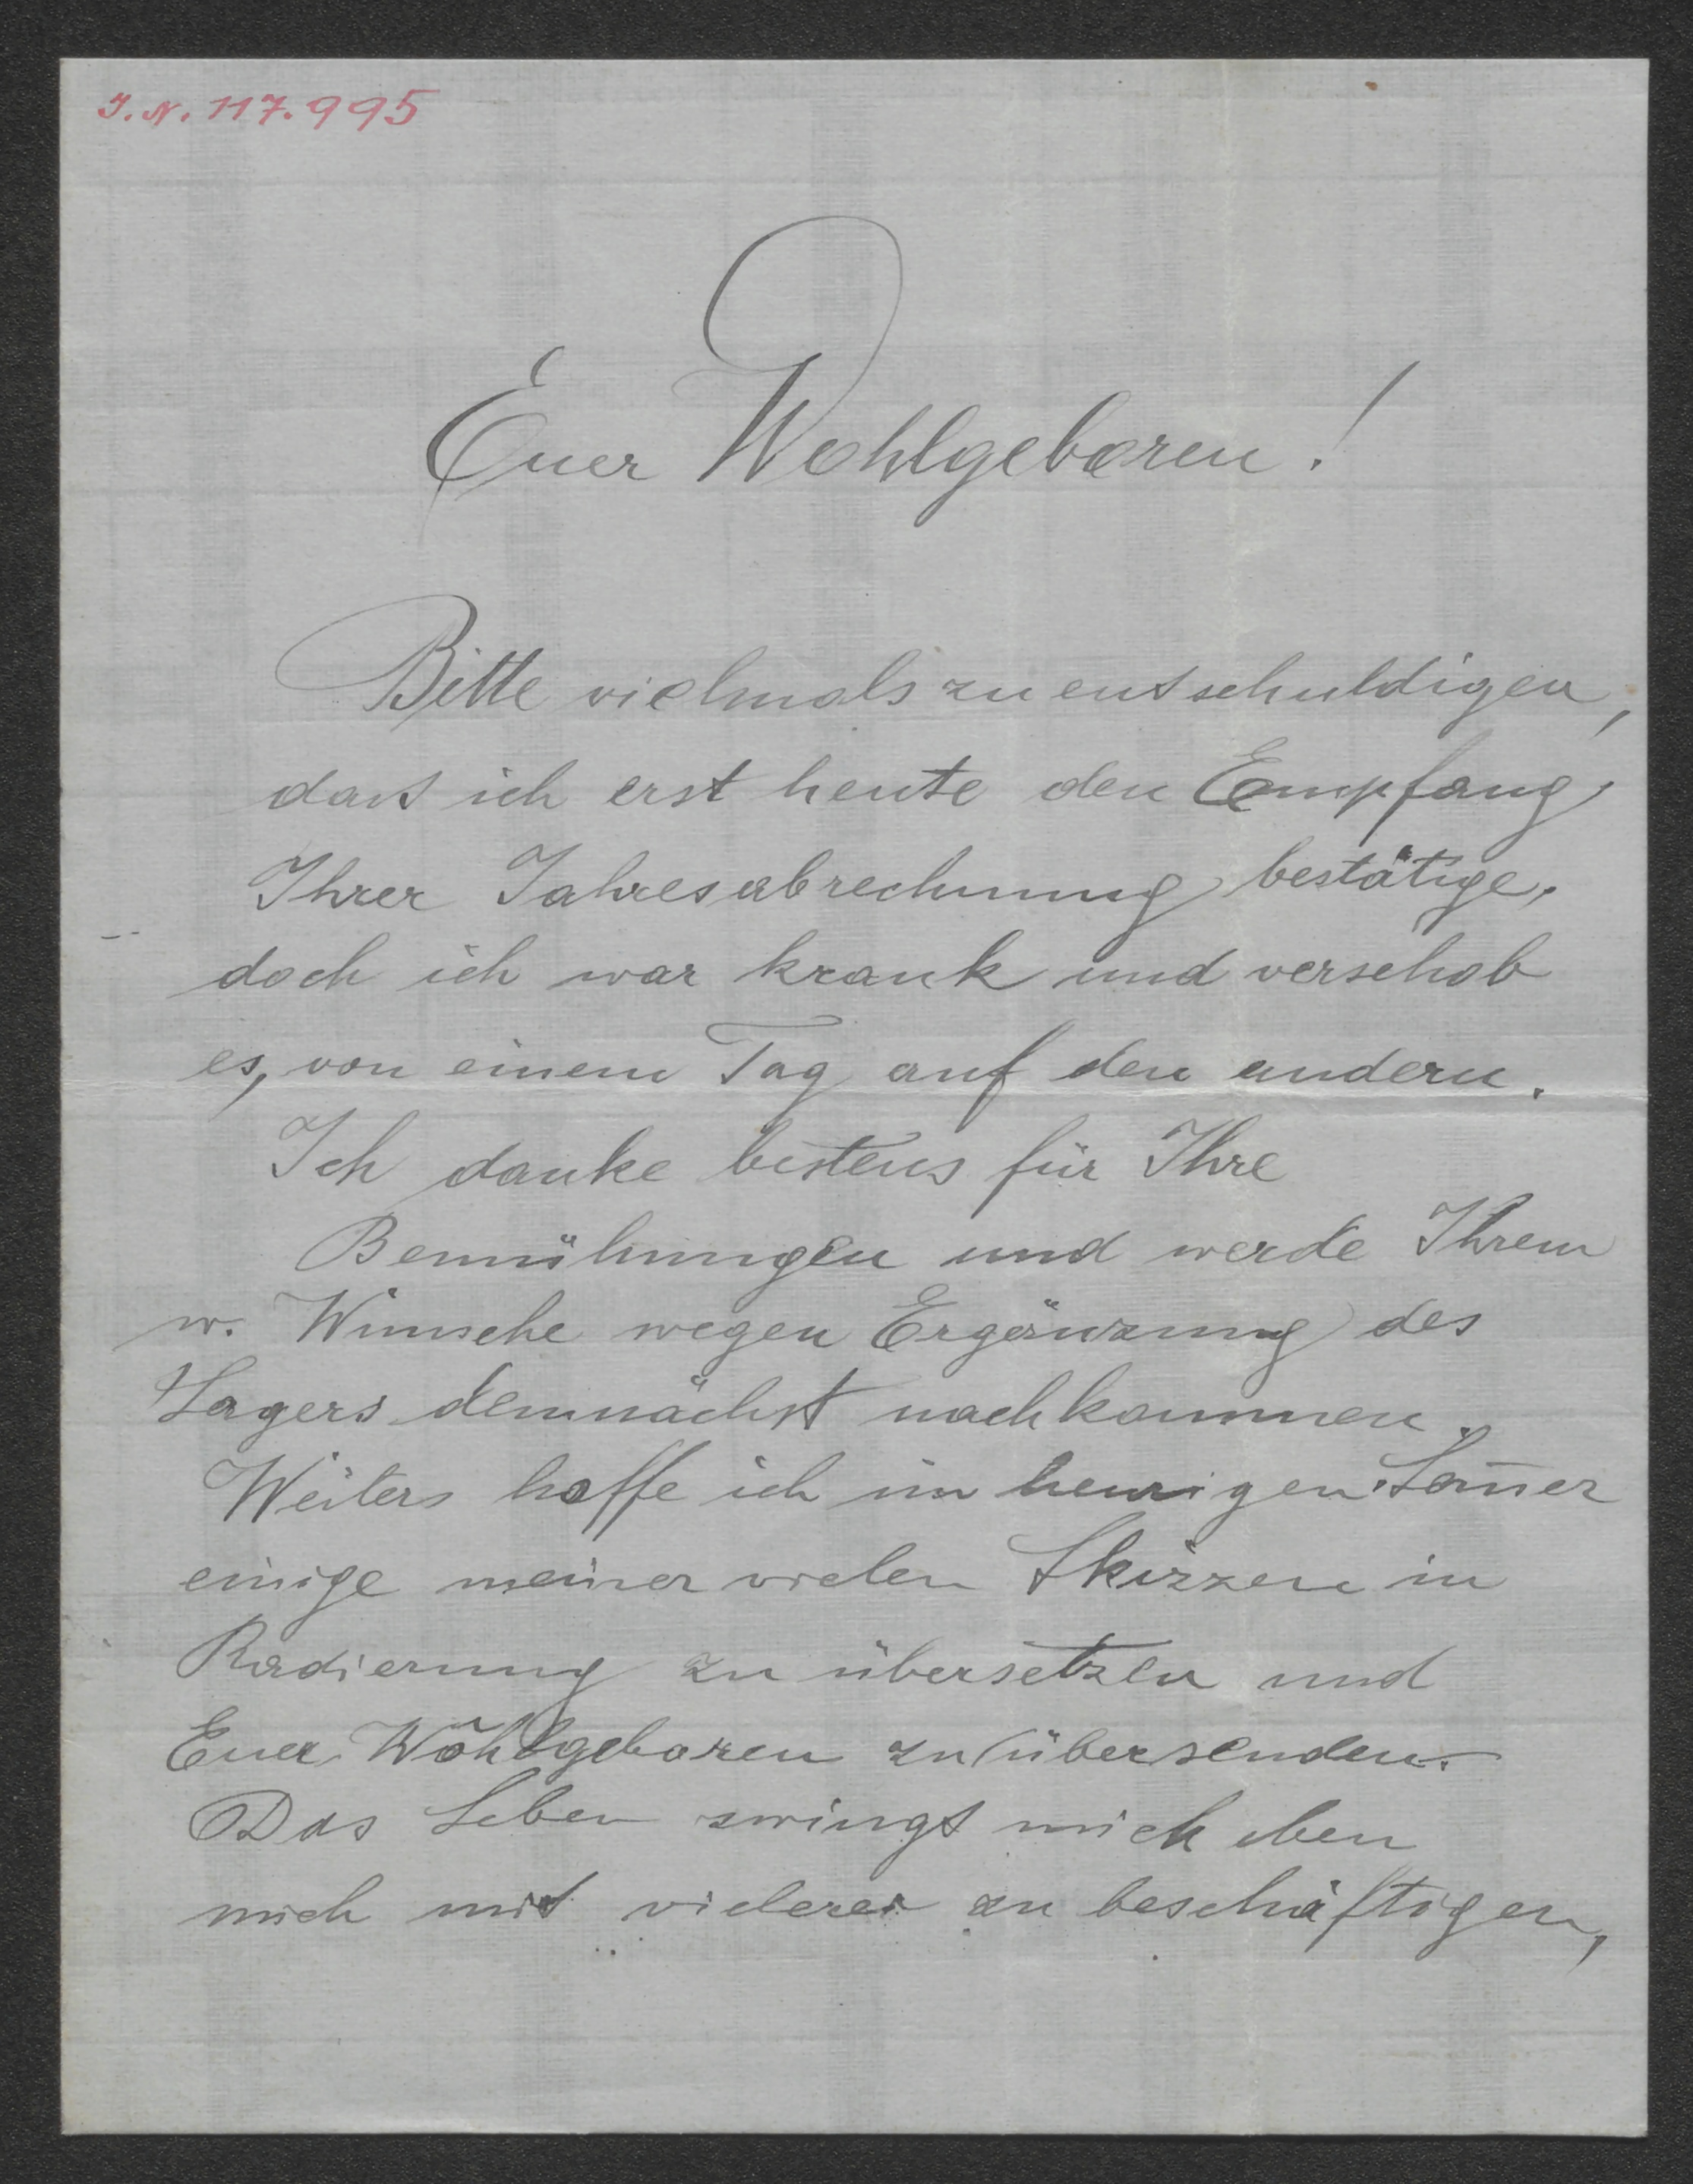 J.N. 117.995
Euer Wohlgeboren!
Bitte vielmals zu entschuldigen,
dass ich erst heute den Empfang
Ihrer Jahresabrechnung bestätige,
doch ich war krank und verschob
es, von einem Tag auf den andern.
Ich danke bestens für Ihre
Bemühungen und werde Ihrem
w. Wunsche wegen Ergänzung des
Lagers demnächst nachkommen.
Weiters hoffe ich im heurigen Som̄er
einige meiner vielen Skizzen in
Radierung zu übersetzen und
Euer Wohlgeboren zu übersenden.
Das Leben zwingt mich eben
mich mit vielerei zu beschäftigen,